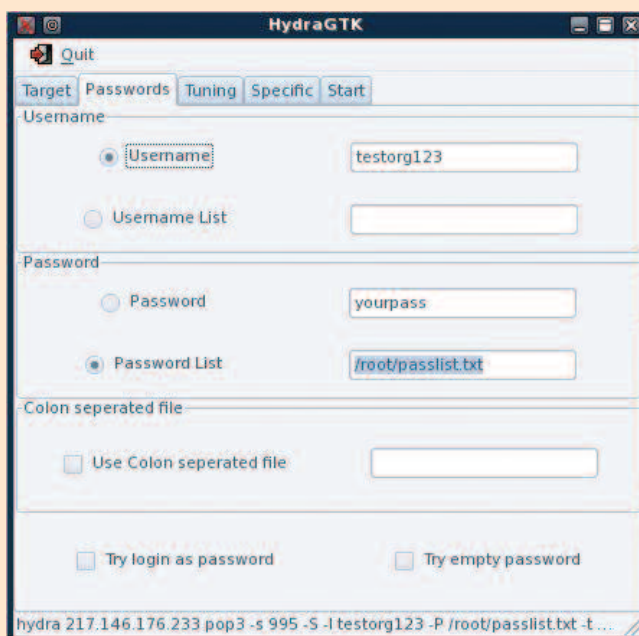 HydraGTK
Quit
Target Passwords Tuning Specific Start
Username
Username testorg123
Username List
Password
Password yourpass
Password List /root/passlist.txt
Colon seperated file
Use Colon seperated file
Try login as password Try empty password
hydra 217.146.176.233 pop3 -s 995 -S -l testorg123 -P /root/passlist.txt -t ...